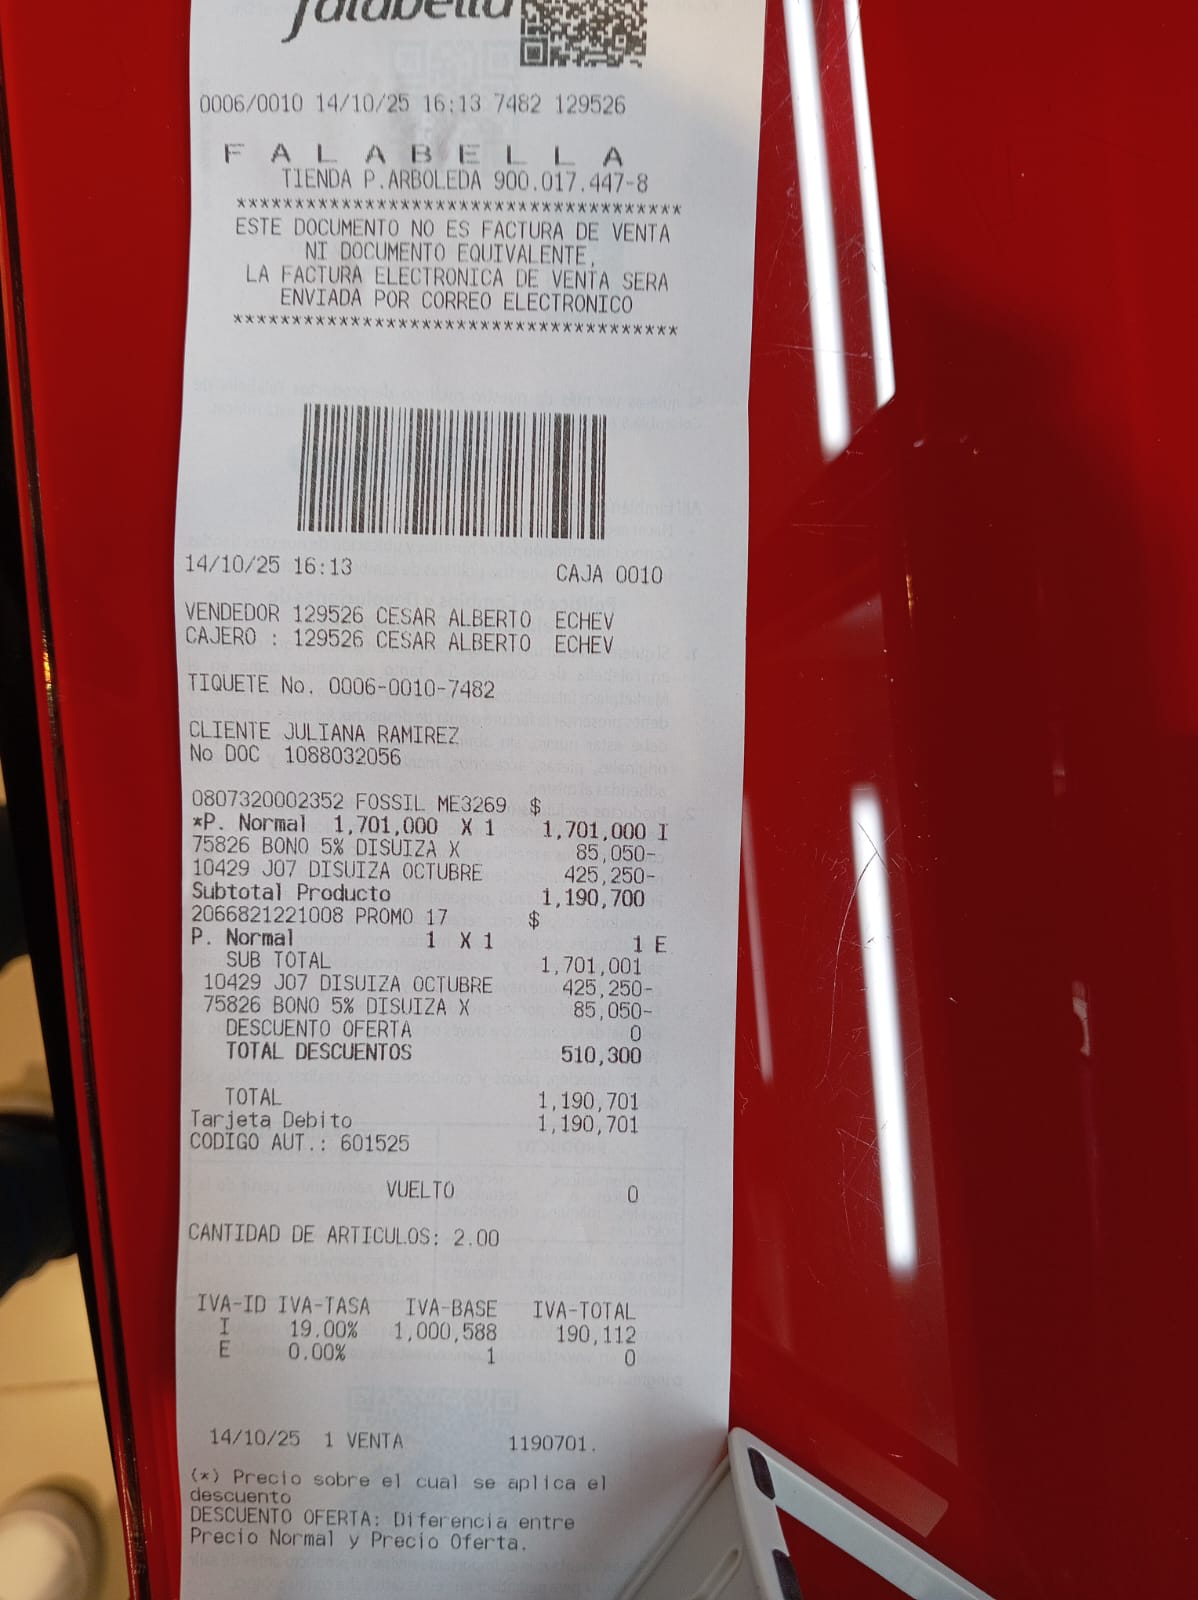 falabella
0006/0010 14/10/25 16:13 7482 129526
F A L A B E L L A
TIENDA P.ARBOLEDA 900.017.447-8
**************************************
ESTE DOCUMENTO NO ES FACTURA DE VENTA
NI DOCUMENTO EQUIVALENTE,
LA FACTURA ELECTRONICA DE VENTA SERA
ENVIADA POR CORREO ELECTRONICO
**************************************
14/10/25 16:13 CAJA 0010
VENDEDOR 129526 CESAR ALBERTO ECHEV
CAJERO : 129526 CESAR ALBERTO ECHEV
TIQUETE No. 0006-0010-7482
CLIENTE JULIANA RAMIREZ
No DOC 1088032056
0807320002352 FOSSIL ME3269 $
*P. Normal 1,701,000 X 1 1,701,000 I
75826 BONO 5% DISUIZA X 85,050-
10429 J07 DISUIZA OCTUBRE 425,250-
Subtotal Producto 1,190,700
2066821221008 PROMO 17 $
P. Normal 1 X 1 1 E
SUB TOTAL 1,701,001
10429 J07 DISUIZA OCTUBRE 425,250-
75826 BONO 5% DISUIZA X 85,050-
DESCUENTO OFERTA 0
TOTAL DESCUENTOS 510,300
TOTAL 1,190,701
Tarjeta Debito 1,190,701
CODIGO AUT.: 601525
VUELTO 0
CANTIDAD DE ARTICULOS: 2.00
IVA-ID IVA-TASA IVA-BASE IVA-TOTAL
I 19.00% 1,000,588 190,112
E 0.00% 1 0
14/10/25 1 VENTA 1190701.
(*) Precio sobre el cual se aplica el
descuento
DESCUENTO OFERTA: Diferencia entre
Precio Normal y Precio Oferta.